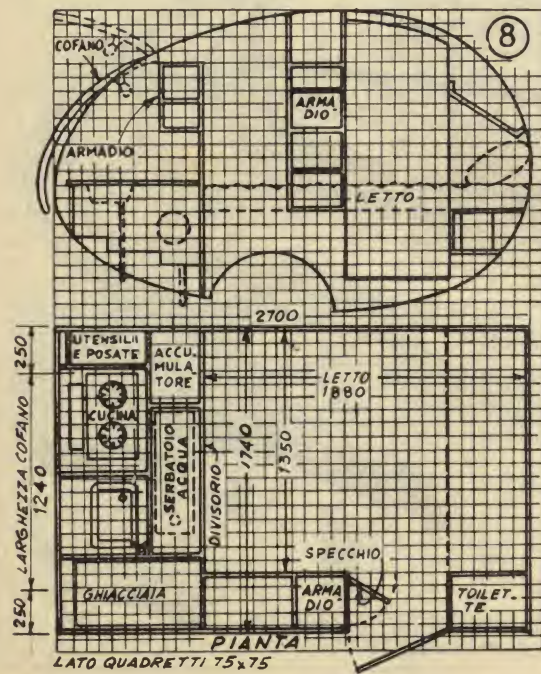 8
COFANO
ARMADIO
ARMA
DIO
LETTO
2700
250
LARGHEZZA COFANO
1240
250
UTENSILI
E POSATE
ACCU-
MULA
TORE
CUCINA
SERBATOIO
ACQUA
DIVISORIO
1740
1350
LETTO
1880
SPECCHIO
GHIACCIAIA
ARMA
DIO
TOILET-
TE
PIANTA
LATO QUADRETTI 75x75